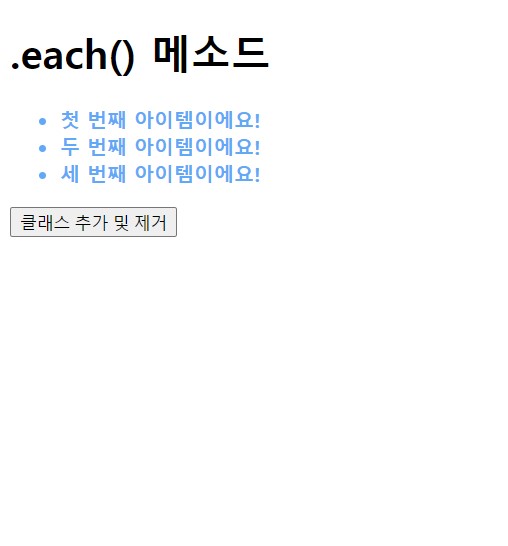 .each() 메소드
첫 번째 아이템이에요!
두 번째 아이템이에요!
세 번째 아이템이에요!
클래스 추가 및 제거